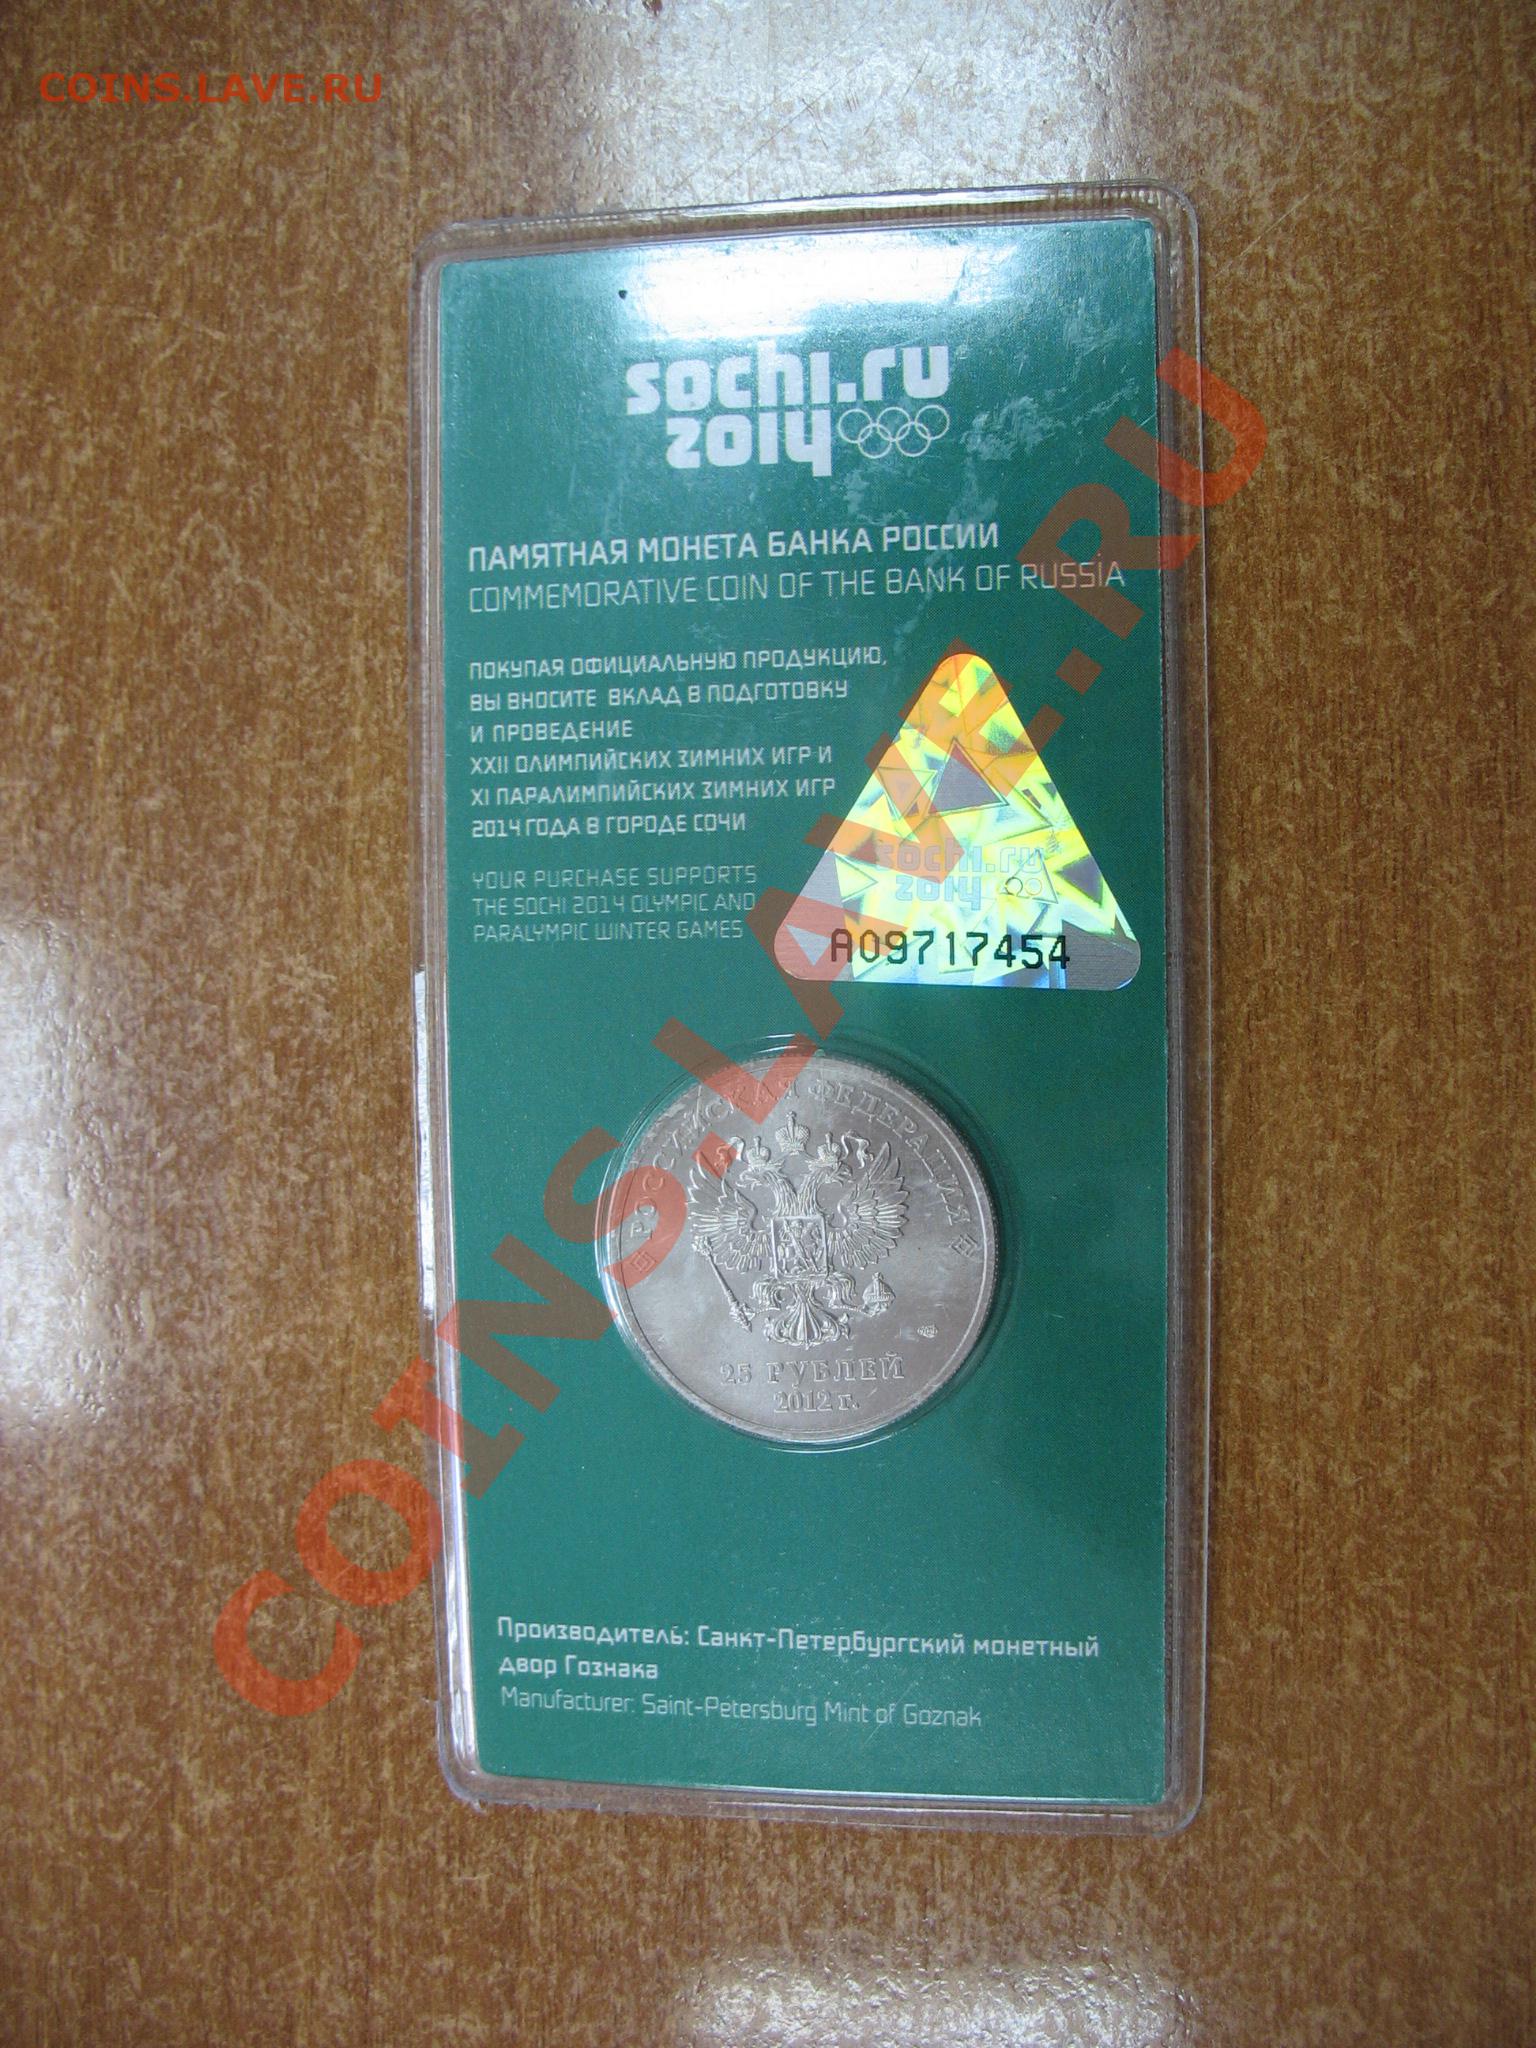 COINS.LAVE.RU
sochi.ru
2014
ПАМЯТНАЯ МОНЕТА БАНКА РОССИИ
COMMEMORATIVE COIN OF THE BANK OF RUSSIA
ПОКУПАЯ ОФИЦИАЛЬНУЮ ПРОДУКЦИЮ,
ВЫ ВНОСИТЕ ВКЛАД В ПОДГОТОВКУ
И ПРОВЕДЕНИЕ
XXII ОЛИМПИЙСКИХ ЗИМНИХ ИГР И
XI ПАРАЛИМПИЙСКИХ ЗИМНИХ ИГР
2014 ГОДА В ГОРОДЕ СОЧИ
YOUR PURCHASE SUPPORTS
THE SOCHI 2014 OLYMPIC AND
PARALYMPIC WINTER GAMES
sochi.ru
2014
A09717454
РОССИЙСКАЯ ФЕДЕРАЦИЯ
25 РУБЛЕЙ
2012 г.
Производитель: Санкт-Петербургский монетный
двор Гознака
Manufacturer: Saint-Petersburg Mint of Goznak
COINS.LAVE.RU